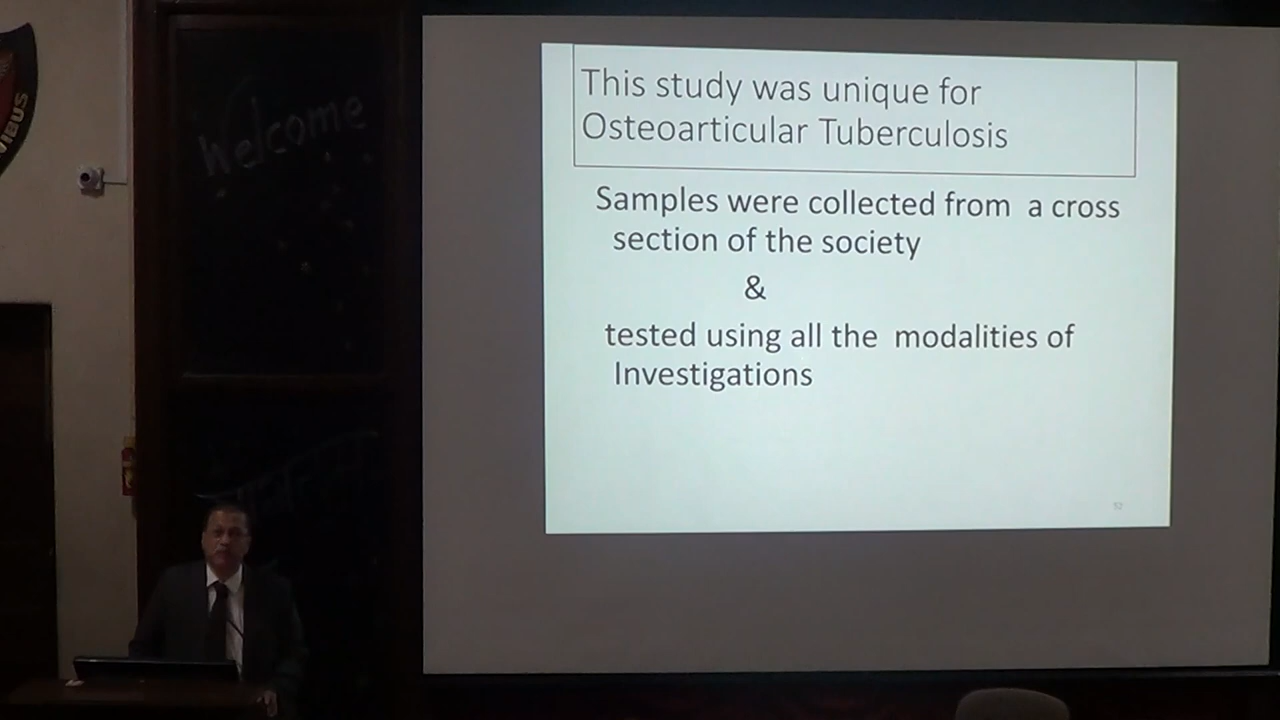 Welcome
This study was unique for
Osteoarticular Tuberculosis
Samples were collected from a cross
section of the society
&
tested using all the modalities of
Investigations